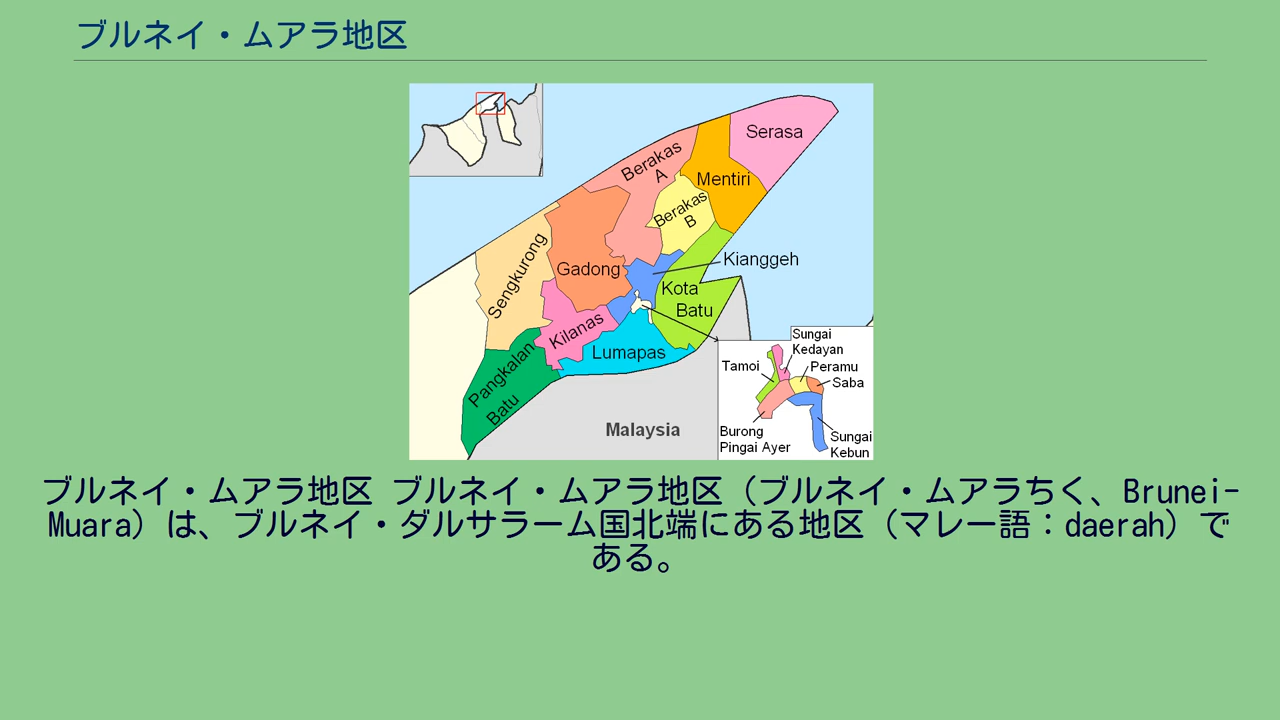 ブルネイ・ムアラ地区
Serasa
Berakas
A
Mentiri
Berakas
B
Sengkurong
Gadong
Kianggeh
Kota
Batu
Kilanas
Lumapas
Pangkalan
Batu
Malaysia
Sungai
Kedayan
Tamoi
Peramu
Saba
Burong
Pingai Ayer
Sungai
Kebun
ブルネイ・ムアラ地区 ブルネイ・ムアラ地区（ブルネイ・ムアラちく、Brunei-
Muara）は、ブルネイ・ダルサラーム国北端にある地区（マレー語：daerah）で
ある。